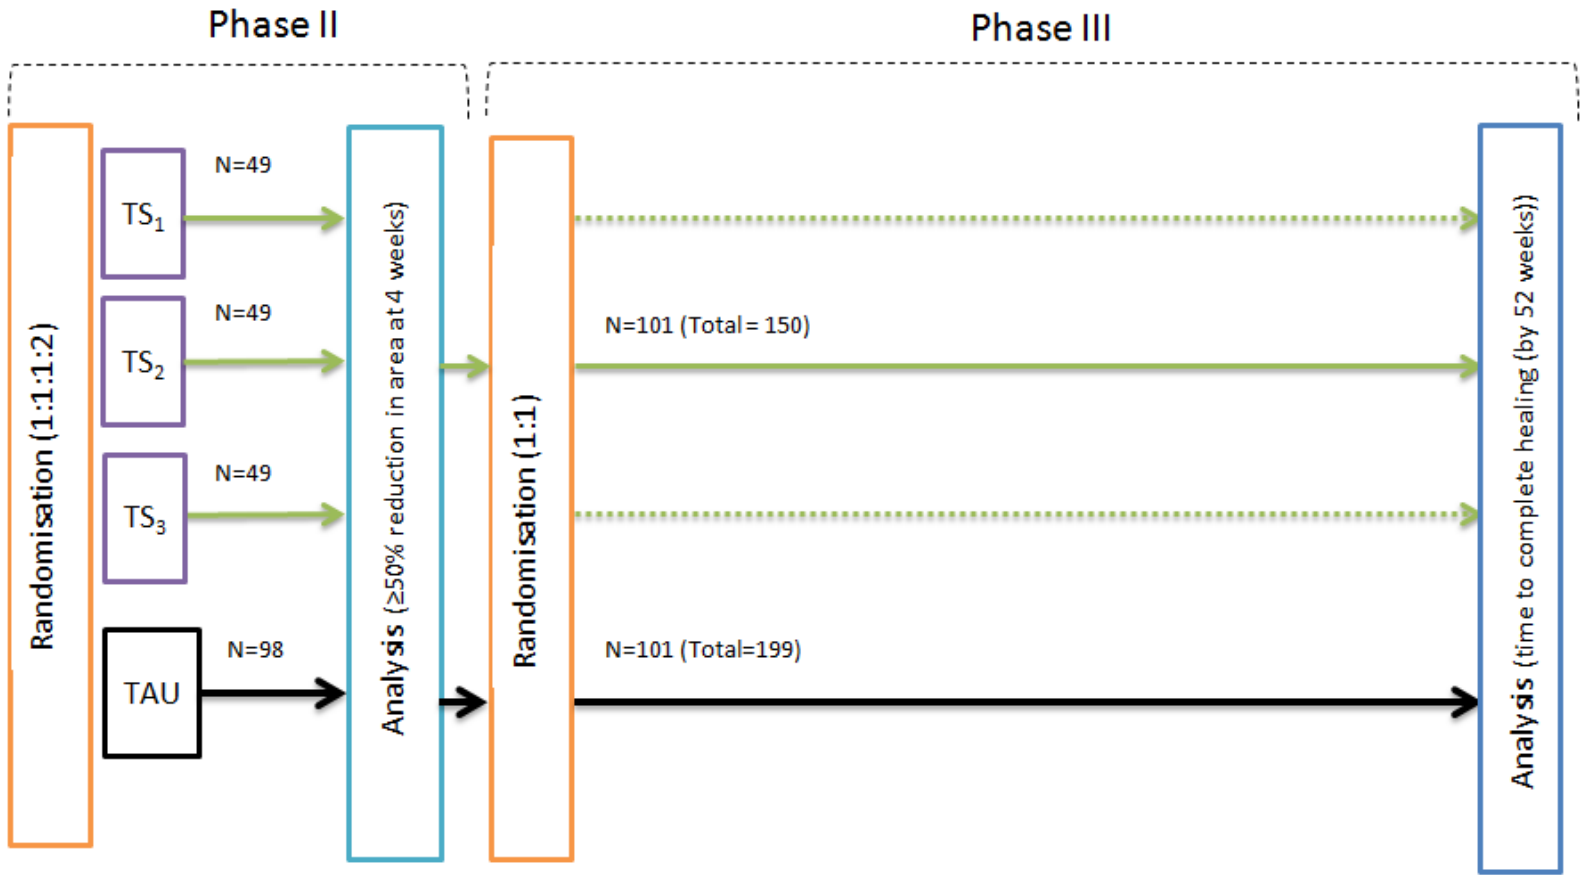 Phase II
Phase III
Randomisation (1:1:1:2)
TS₁
N=49
TS₂
N=49
TS₃
N=49
TAU
N=98
Analysis (≥50% reduction in area at 4 weeks)
Randomisation (1:1)
N=101 (Total = 150)
N=101 (Total=199)
Analysis (time to complete healing (by 52 weeks))